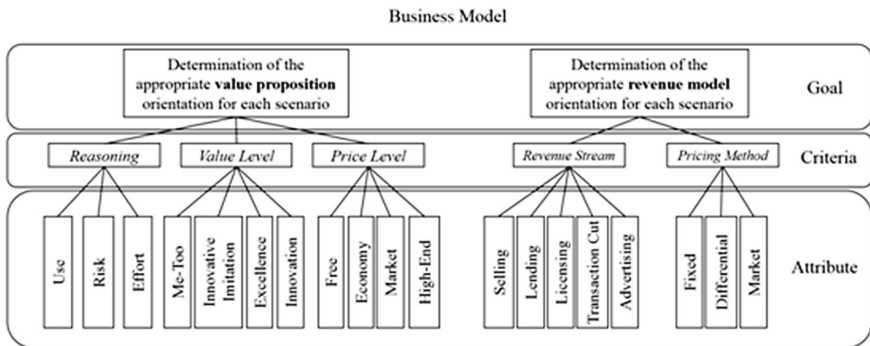 Business Model
Determination of the
appropriate value proposition
orientation for each scenario
Determination of the
appropriate revenue model
orientation for each scenario
Goal
Reasoning
Value Level
Price Level
Revenue Stream
Pricing Method
Criteria
Use
Risk
Effort
Me-Too
Innovative
Imitation
Excellence
Innovation
Free
Economy
Market
High-End
Selling
Lending
Licensing
Transaction Cut
Advertising
Fixed
Differential
Market
Attribute